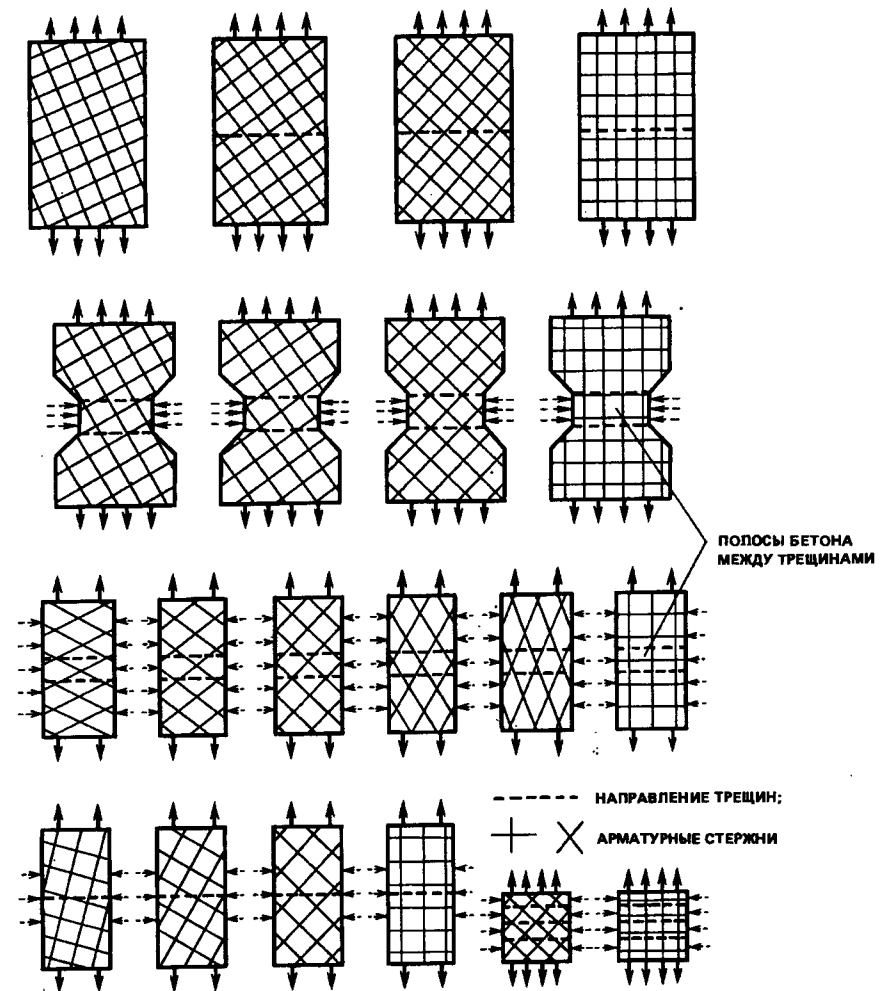 ПОЛОСЫ БЕТОНА
МЕЖДУ ТРЕЩИНАМИ
НАПРАВЛЕНИЕ ТРЕЩИН;
АРМАТУРНЫЕ СТЕРЖНИ